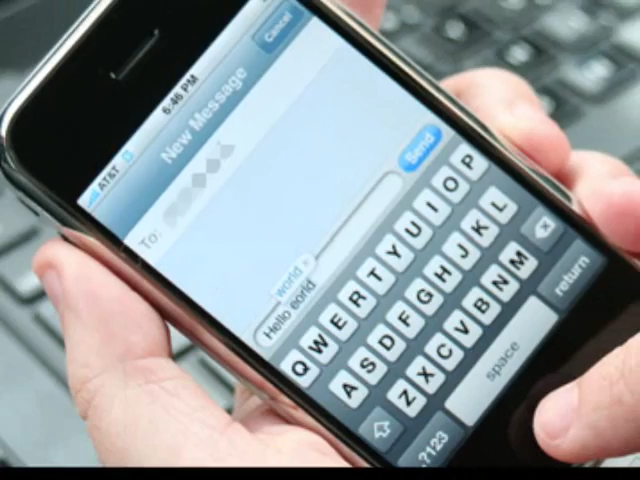 AT&T 6:46 PM
New Message Cancel
To:
world ×
Hello eorld Send
Q W E R T Y U I O P
A S D F G H J K L
Z X C V B N M
.?123 space return